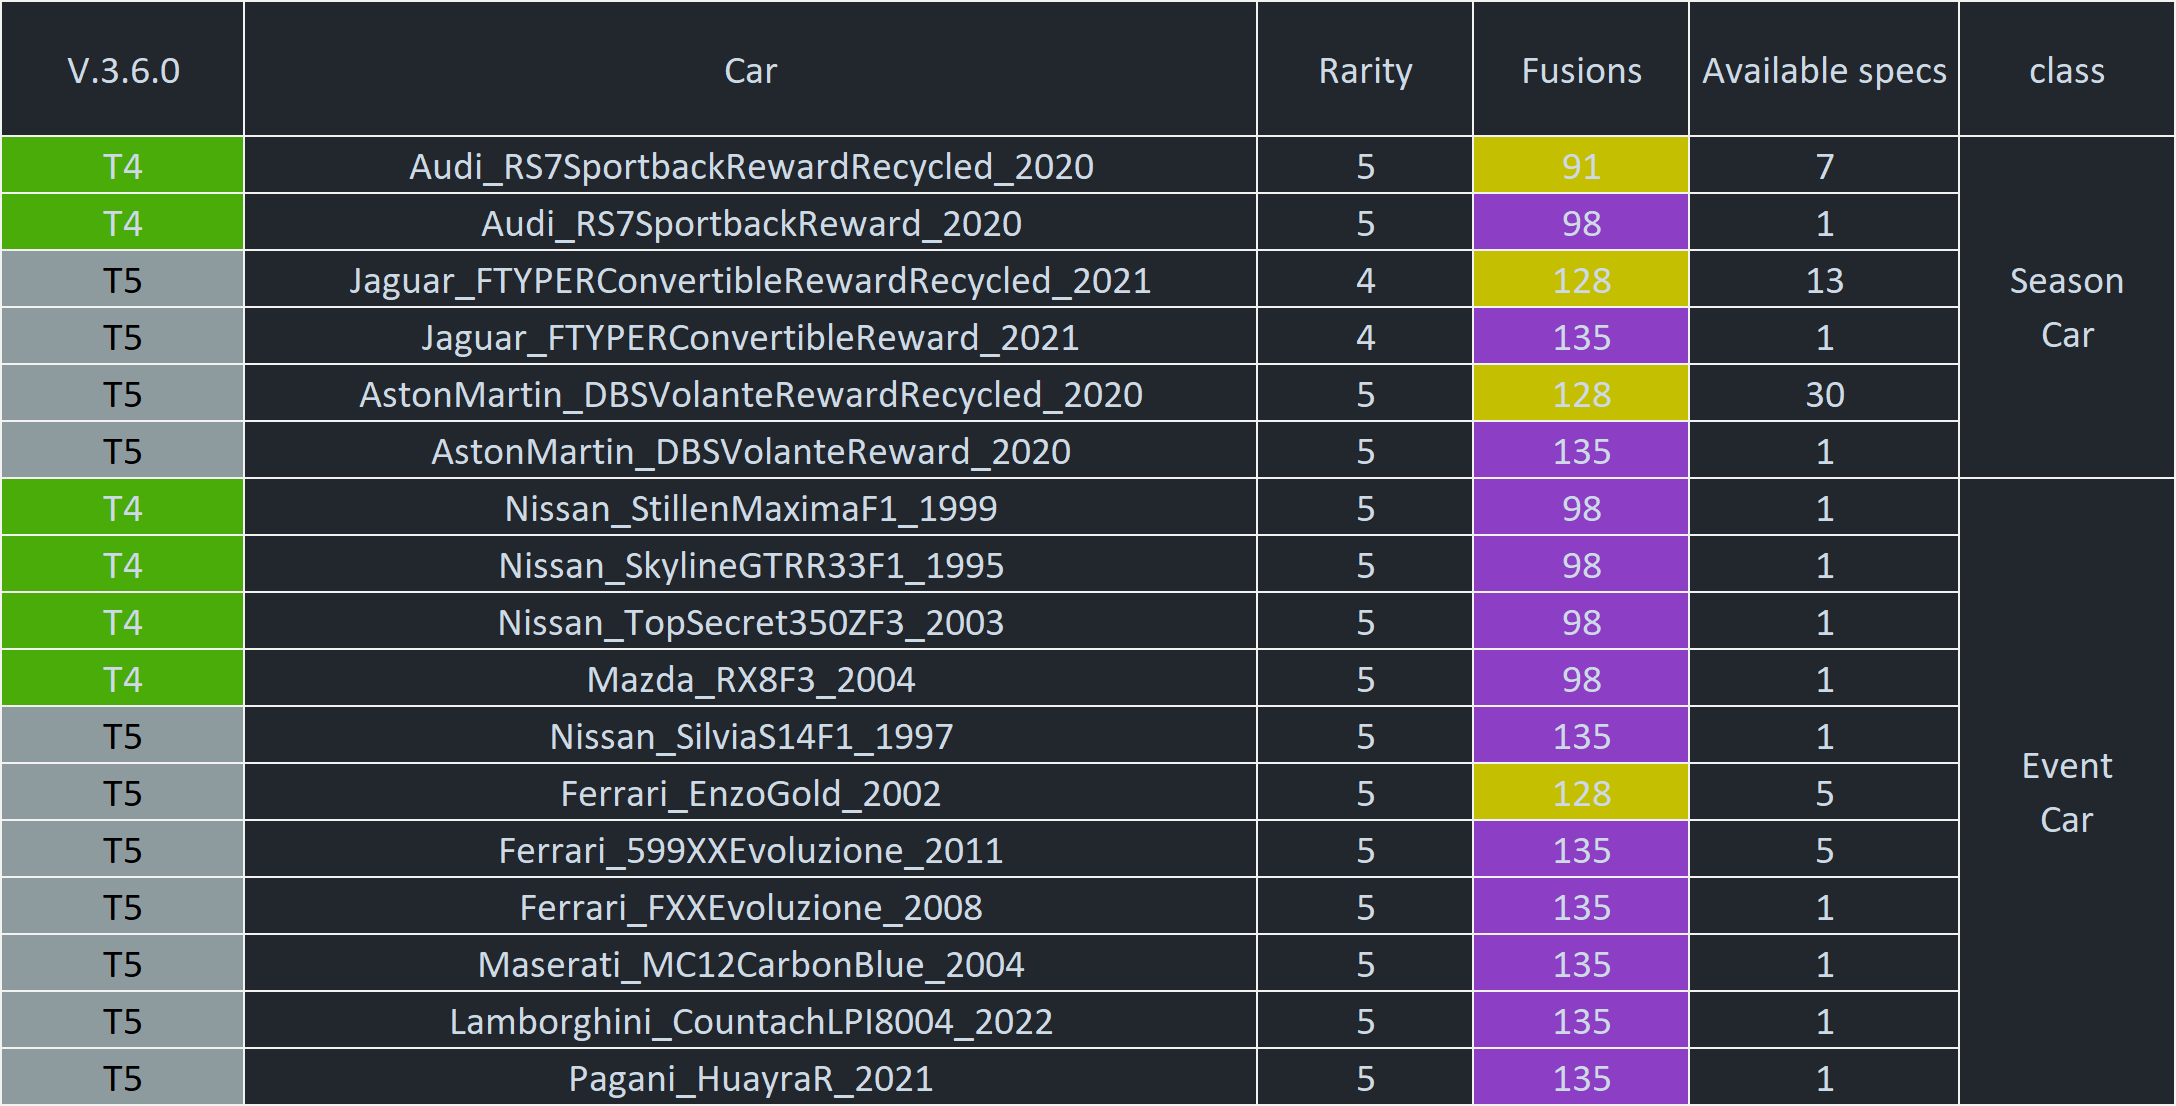 V.3.6.0 Car Rarity Fusions Available specs class
T4 Audi_RS7SportbackRewardRecycled_2020 5 91 7
T4 Audi_RS7SportbackReward_2020 5 98 1
T5 Jaguar_FTYPERConvertibleRewardRecycled_2021 4 128 13
T5 Jaguar_FTYPERConvertibleReward_2021 4 135 1
T5 AstonMartin_DBSVolanteRewardRecycled_2020 5 128 30
T5 AstonMartin_DBSVolanteReward_2020 5 135 1
Season
Car
T4 Nissan_StillenMaximaF1_1999 5 98 1
T4 Nissan_SkylineGTRR33F1_1995 5 98 1
T4 Nissan_TopSecret350ZF3_2003 5 98 1
T4 Mazda_RX8F3_2004 5 98 1
T5 Nissan_SilviaS14F1_1997 5 135 1
T5 Ferrari_EnzoGold_2002 5 128 5
T5 Ferrari_599XXEvoluzione_2011 5 135 5
T5 Ferrari_FXXEvoluzione_2008 5 135 1
T5 Maserati_MC12CarbonBlue_2004 5 135 1
T5 Lamborghini_CountachLPI8004_2022 5 135 1
T5 Pagani_HuayraR_2021 5 135 1
Event
Car